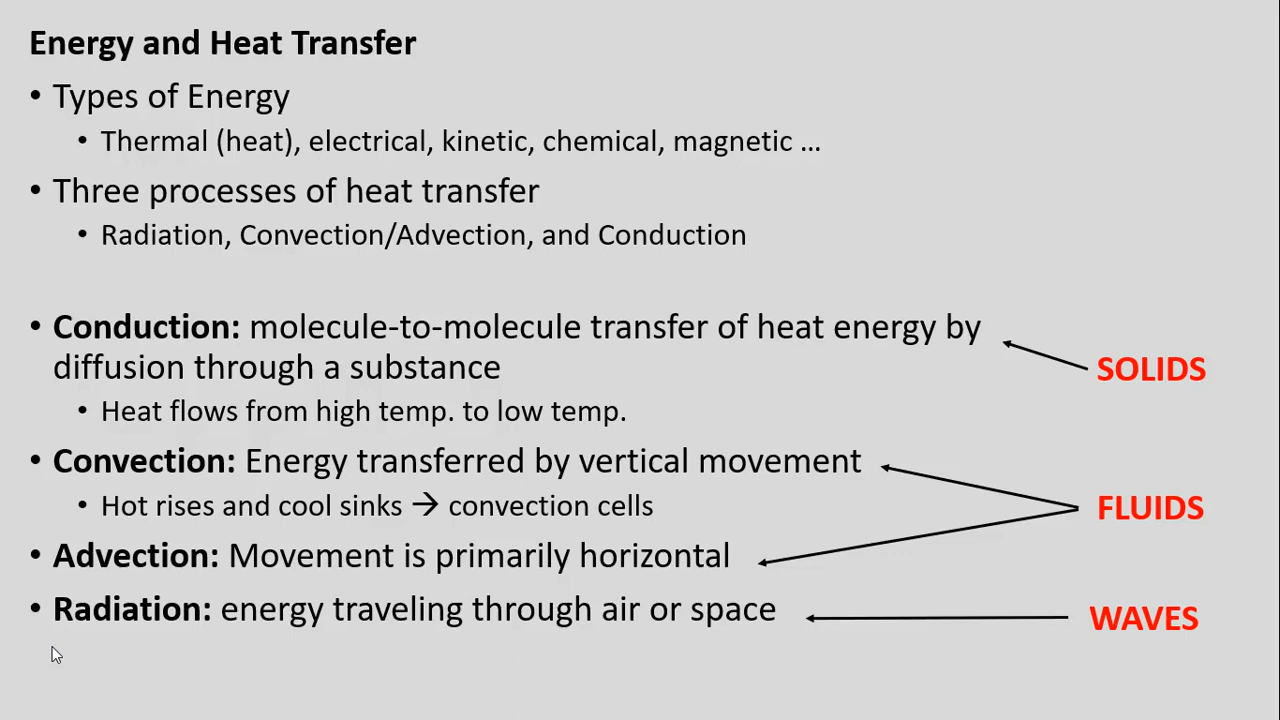 Energy and Heat Transfer
• Types of Energy
• Thermal (heat), electrical, kinetic, chemical, magnetic …
• Three processes of heat transfer
• Radiation, Convection/Advection, and Conduction
• Conduction: molecule-to-molecule transfer of heat energy by
diffusion through a substance
SOLIDS
• Heat flows from high temp. to low temp.
• Convection: Energy transferred by vertical movement
• Hot rises and cool sinks → convection cells
FLUIDS
• Advection: Movement is primarily horizontal
• Radiation: energy traveling through air or space
WAVES